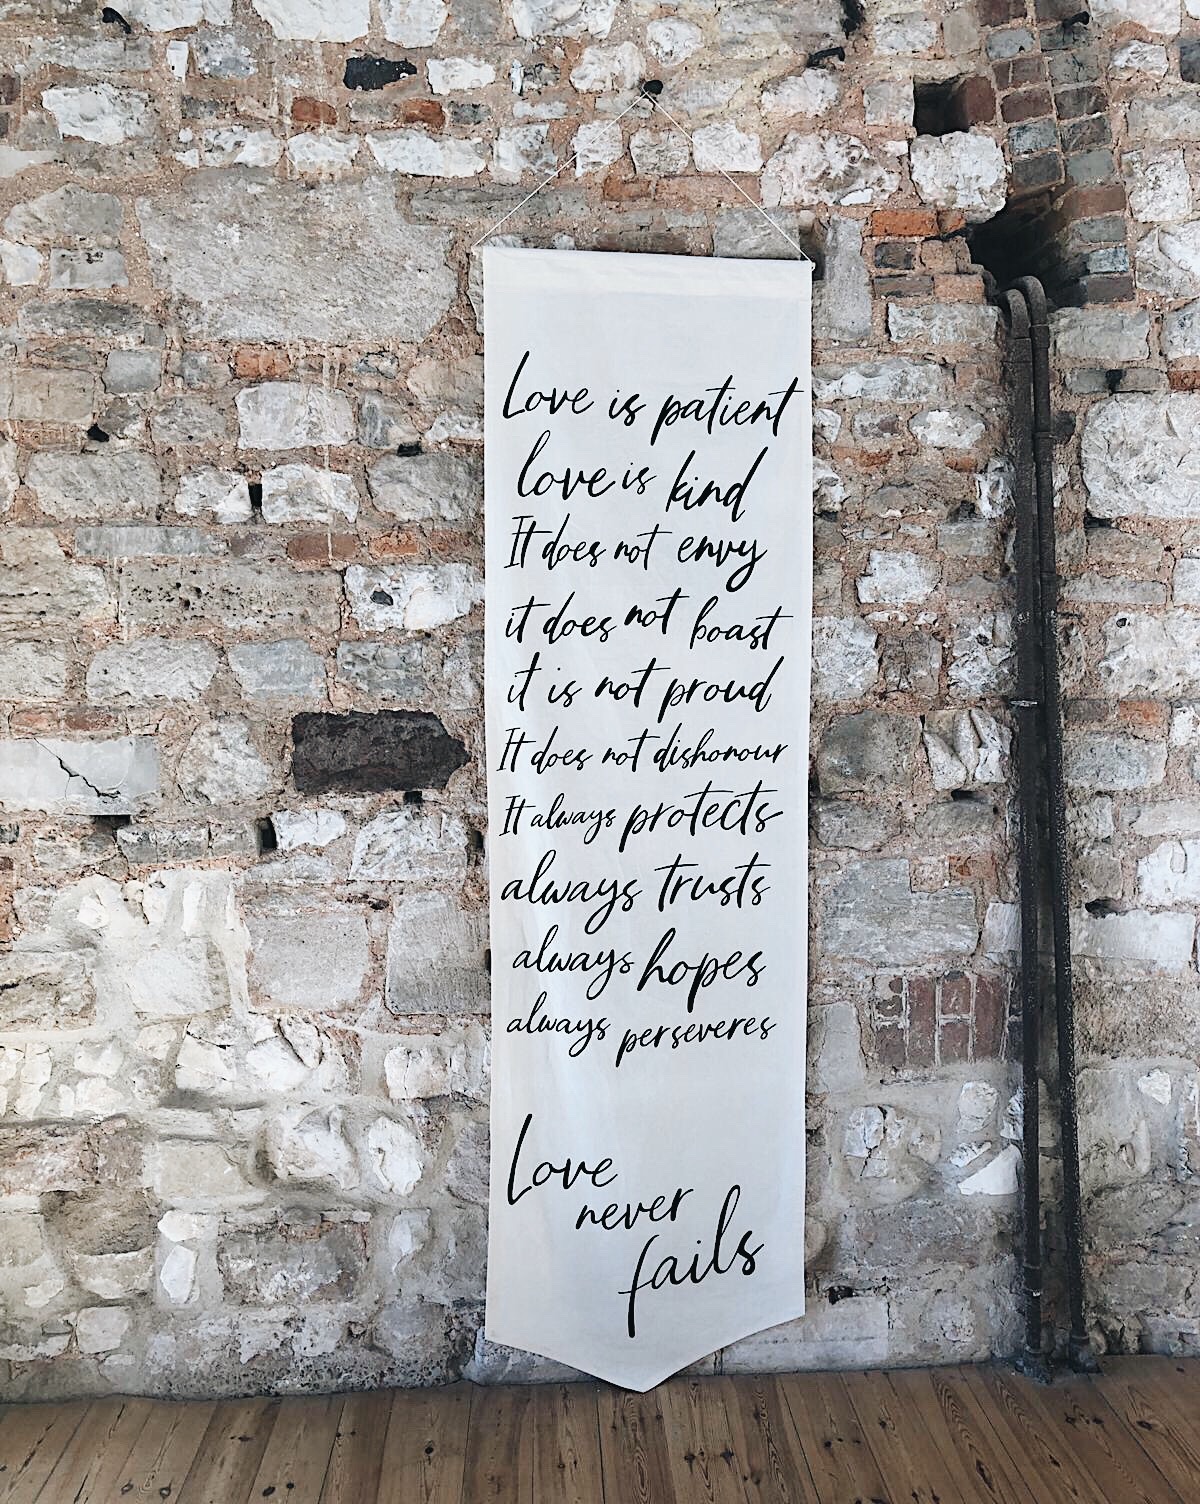 Love is patient
love is kind
It does not envy
it does not boast
it is not proud
It does not dishonour
It always protects
always trusts
always hopes
always perseveres
Love
never
fails